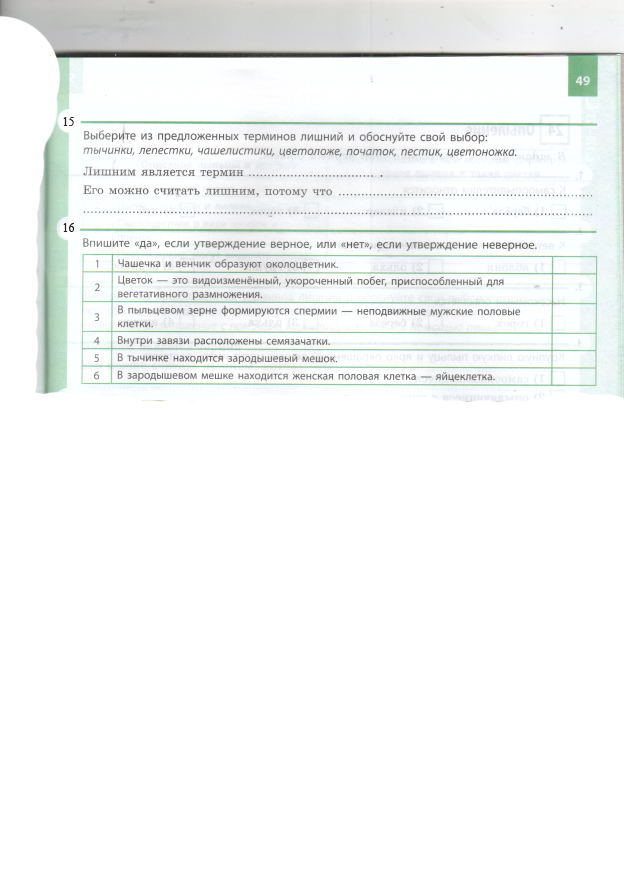 49
15
Выберите из предложенных терминов лишний и обоснуйте свой выбор:
тычинки, лепестки, чашелистики, цветоложе, початок, пестик, цветоножка.
Лишним является термин ................................. .
Его можно считать лишним, потому что ..................................................................
..................................................................................................................................
16
Впишите «да», если утверждение верное, или «нет», если утверждение неверное.
1 Чашечка и венчик образуют околоцветник.
2 Цветок — это видоизменённый, укороченный побег, приспособленный для
вегетативного размножения.
3 В пыльцевом зерне формируются спермии — неподвижные мужские половые
клетки.
4 Внутри завязи расположены семязачатки.
5 В тычинке находится зародышевый мешок.
6 В зародышевом мешке находится женская половая клетка — яйцеклетка.